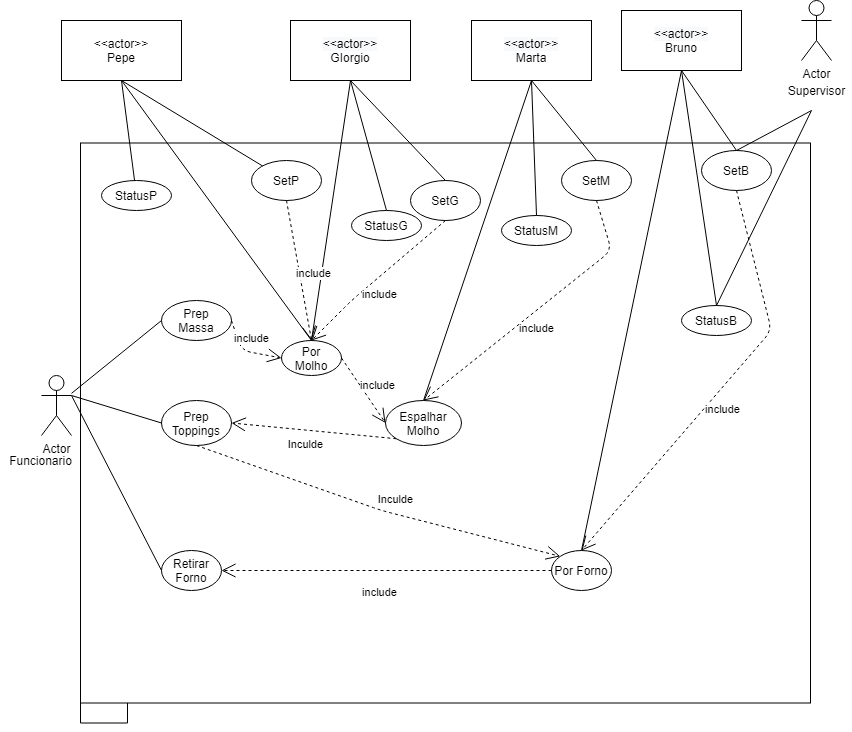 <<actor>>
Pepe
<<actor>>
GIorgio
<<actor>>
Marta
<<actor>>
Bruno
Actor
Supervisor
StatusP
SetP
StatusG
SetG
SetM
StatusM
SetB
StatusB
include
include
include
include
Prep
Massa
include
Por
Molho
include
include
Actor
Funcionario
Prep
Toppings
Espalhar
Molho
Inculde
Inculde
Retirar
Forno
Por Forno
include